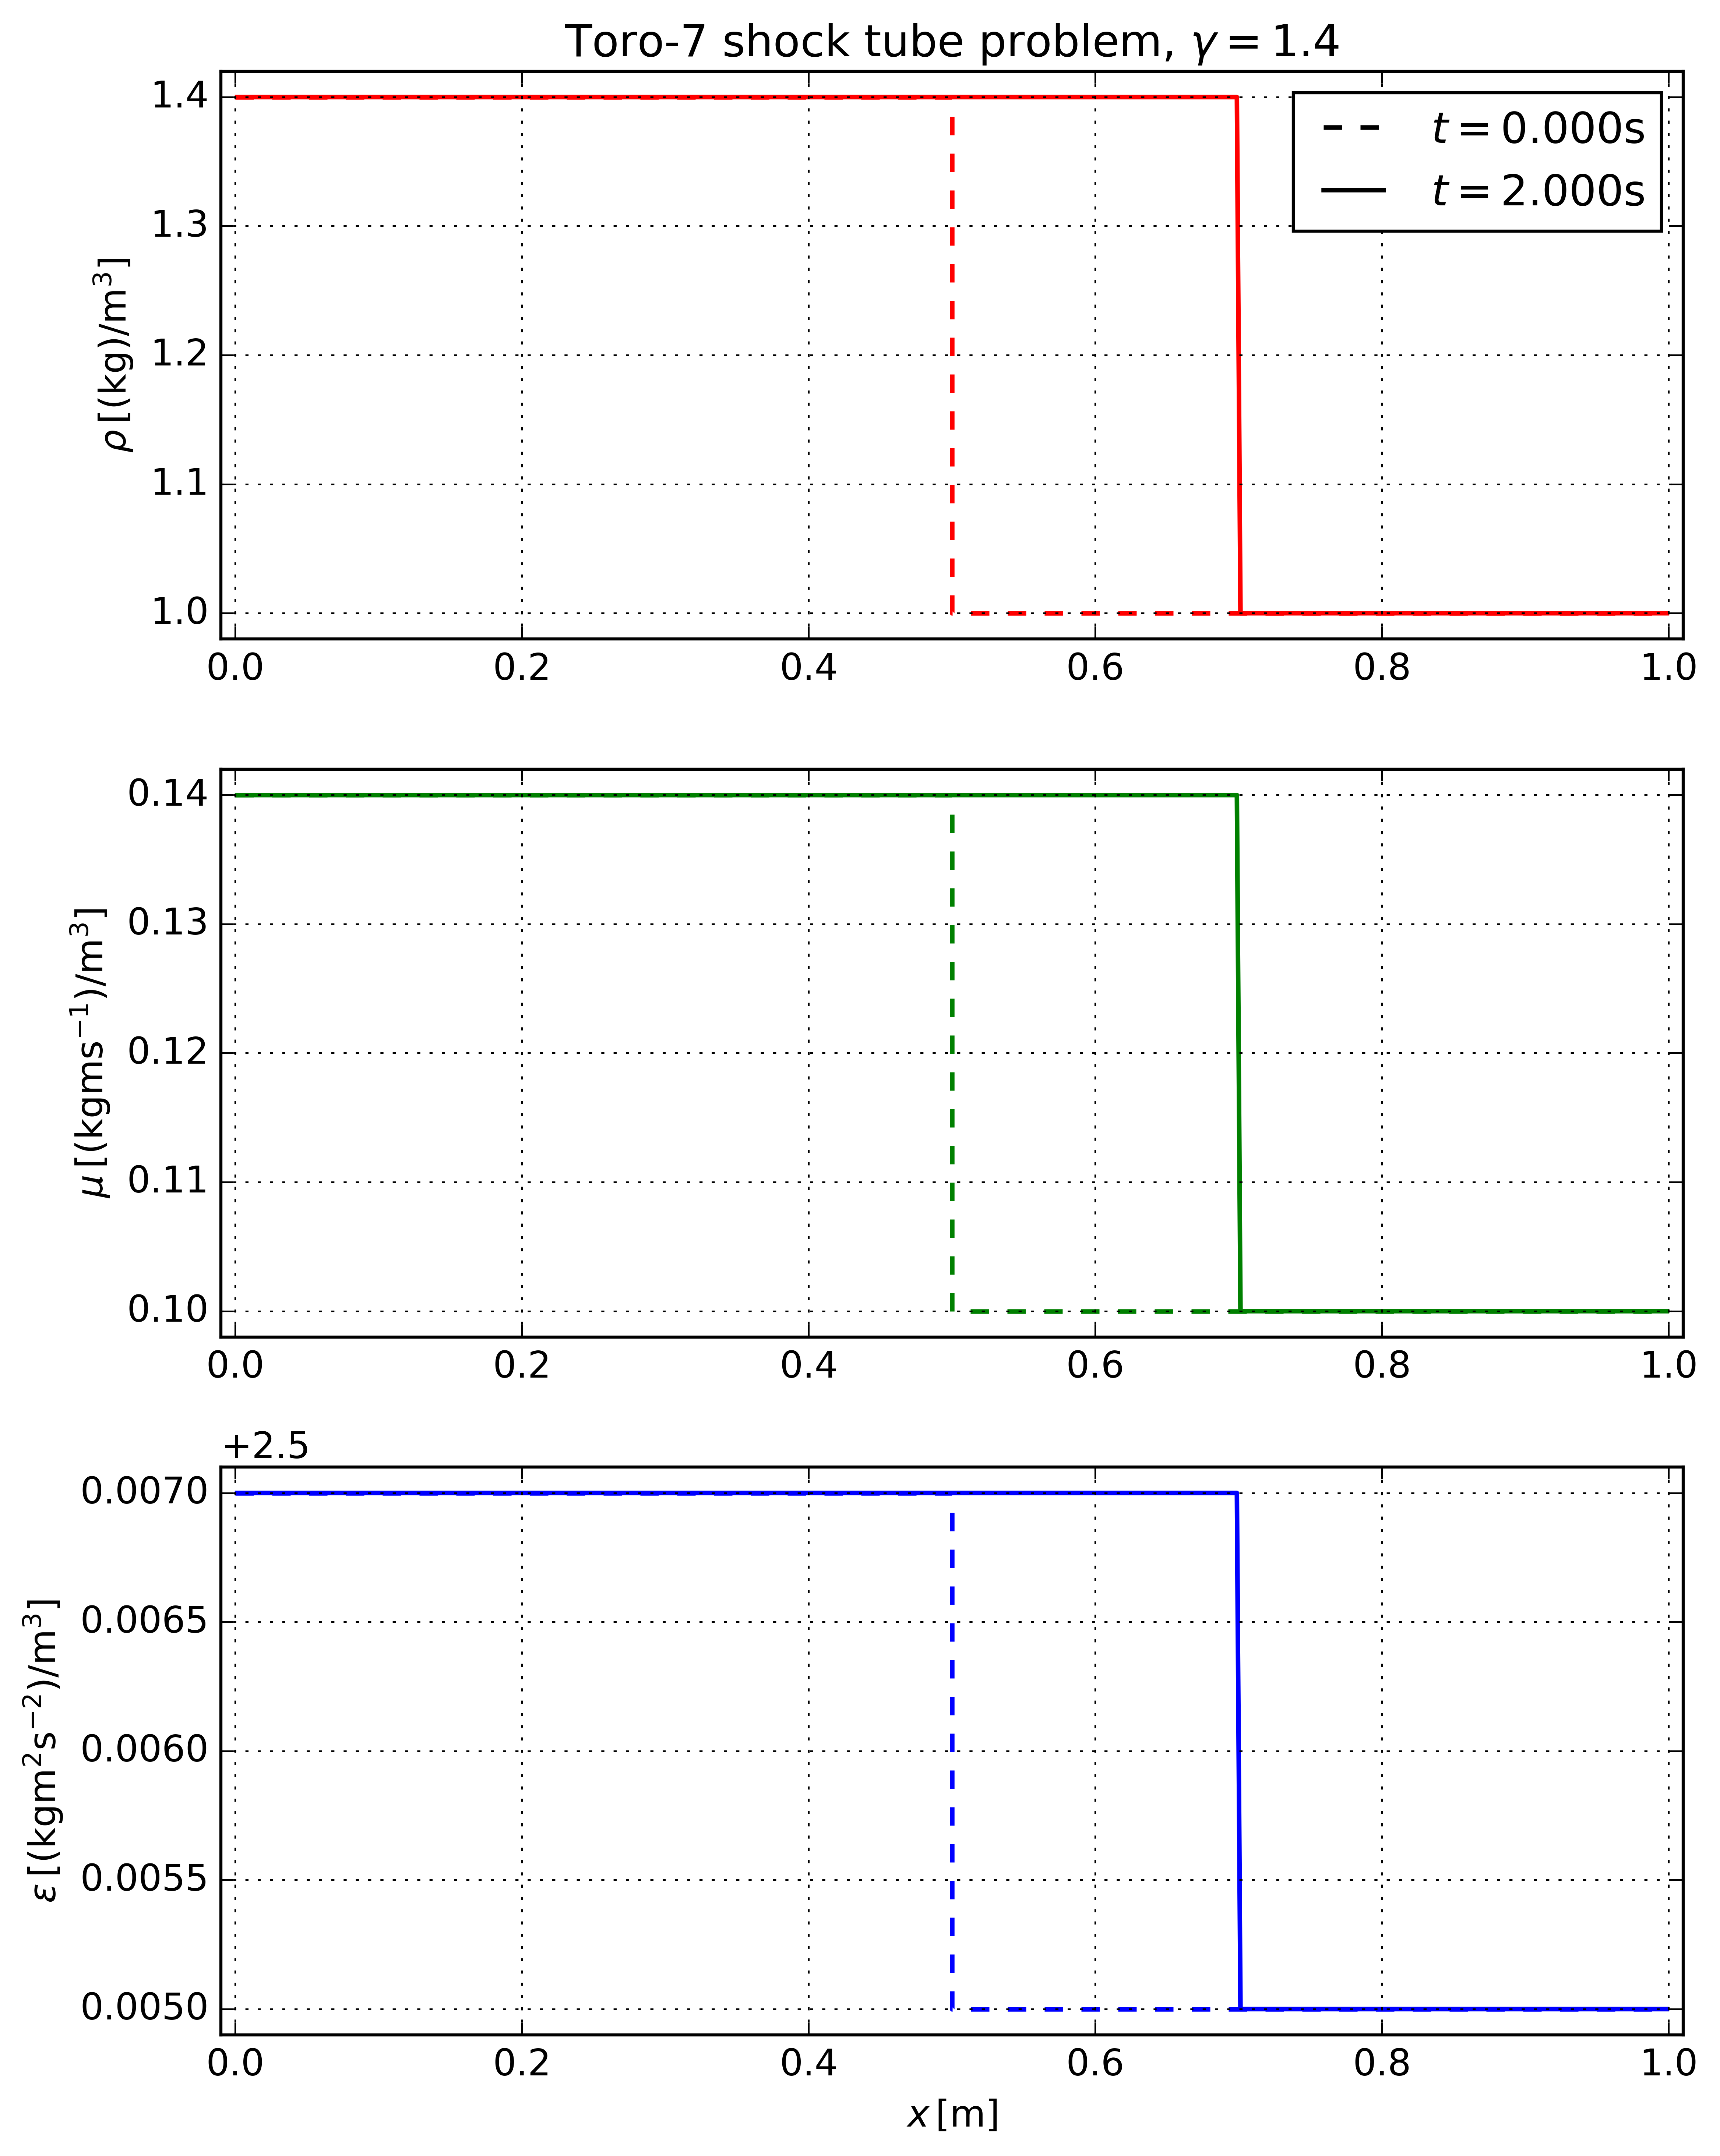 Toro-7 shock tube problem, γ = 1.4
t = 0.000s
t = 2.000s
1.4
1.3
1.2
1.1
1.0
ρ [(kg)/m³]
0.0 0.2 0.4 0.6 0.8 1.0
0.14
0.13
0.12
0.11
0.10
μ [(kgms⁻¹)/m³]
0.0 0.2 0.4 0.6 0.8 1.0
+2.5
0.0070
0.0065
0.0060
0.0055
0.0050
ε [(kgm²s⁻²)/m³]
0.0 0.2 0.4 0.6 0.8 1.0
x [m]